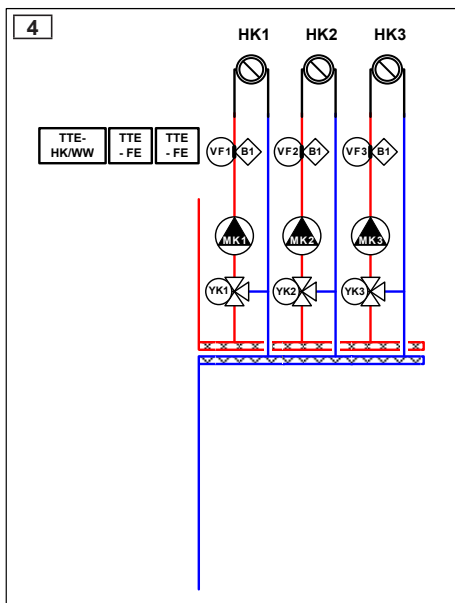 4
HK1 HK2 HK3
TTE-
HK/WW
TTE
- FE
TTE
- FE
VF1 B1 VF2 B1 VF3 B1
MK1 MK2 MK3
YK1 YK2 YK3